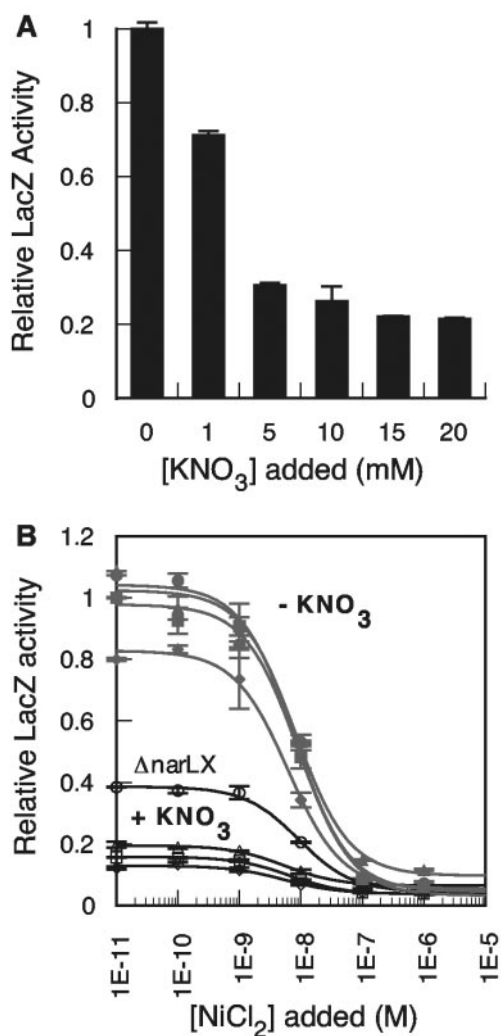 A
Relative LacZ Activity
1
0.8
0.6
0.4
0.2
0
0 1 5 10 15 20
[KNO₃] added (mM)
B
Relative LacZ activity
1.2
1
0.8
0.6
0.4
0.2
0
- KNO₃
ΔnarLX
+ KNO₃
1E-11 1E-10 1E-9 1E-8 1E-7 1E-6 1E-5
[NiCl₂] added (M)